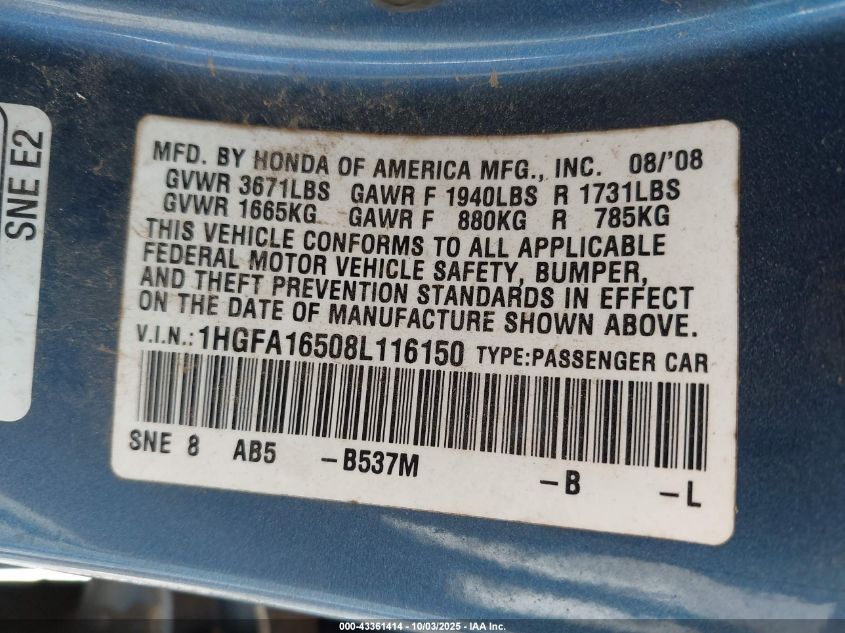 SNE E2
MFD. BY HONDA OF AMERICA MFG., INC. 08/'08
GVWR 3671LBS GAWR F 1940LBS R 1731LBS
GVWR 1665KG GAWR F 880KG R 785KG
THIS VEHICLE CONFORMS TO ALL APPLICABLE
FEDERAL MOTOR VEHICLE SAFETY, BUMPER,
AND THEFT PREVENTION STANDARDS IN EFFECT
ON THE DATE OF MANUFACTURE SHOWN ABOVE.
V.I.N.: 1HGFA16508L116150 TYPE:PASSENGER CAR
SNE 8 AB5 -B537M -B -L
000-43361414 - 10/03/2025 - IAA Inc.